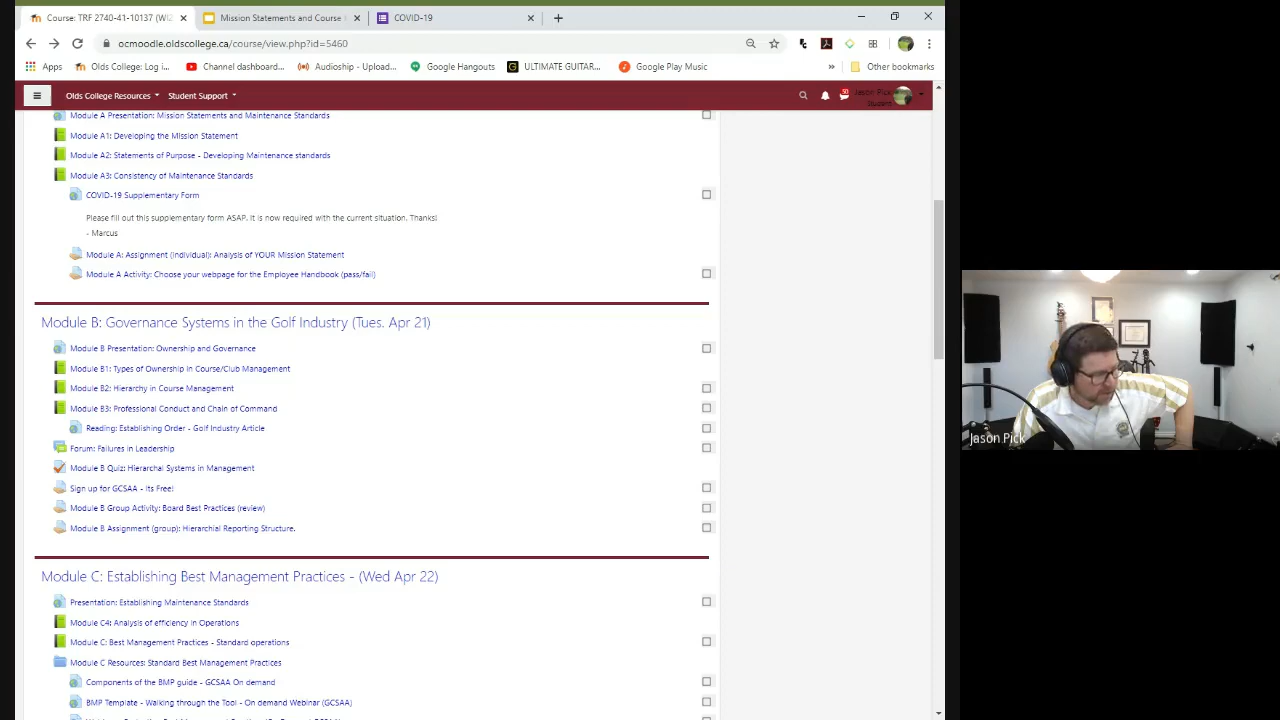 Course: TRF 2740-41-10137 (WI
Mission Statements and Course
COVID-19
ocmoodle.oldscollege.ca/course/view.php?id=5460
Apps
Olds College: Log i...
Channel dashboard...
Audioship - Upload...
Google Hangouts
ULTIMATE GUITAR...
Google Play Music
»
Other bookmarks
Olds College Resources
Student Support
30
Jason Pick
Student
Module A Presentation: Mission Statements and Maintenance Standards
Module A1: Developing the Mission Statement
Module A2: Statements of Purpose - Developing Maintenance standards
Module A3: Consistency of Maintenance Standards
COVID-19 Supplementary Form
Please fill out this supplementary form ASAP. It is now required with the current situation. Thanks!
- Marcus
Module A: Assignment (Individual): Analysis of YOUR Mission Statement
Module A Activity: Choose your webpage for the Employee Handbook (pass/fail)
Module B: Governance Systems in the Golf Industry (Tues. Apr 21)
Module B Presentation: Ownership and Governance
Module B1: Types of Ownership in Course/Club Management
Module B2: Hierarchy in Course Management
Module B3: Professional Conduct and Chain of Command
Reading: Establishing Order - Golf Industry Article
Forum: Failures in Leadership
Module B Quiz: Hierarchal Systems in Management
Sign up for GCSAA - Its Free!
Module B Group Activity: Board Best Practices (review)
Module B Assignment (group): Hierarchial Reporting Structure.
Module C: Establishing Best Management Practices - (Wed Apr 22)
Presentation: Establishing Maintenance Standards
Module C4: Analysis of efficiency in Operations
Module C: Best Management Practices - Standard operations
Module C Resources: Standard Best Management Practices
Components of the BMP guide - GCSAA On demand
BMP Template - Walking through the Tool - On demand Webinar (GCSAA)
Jason Pick